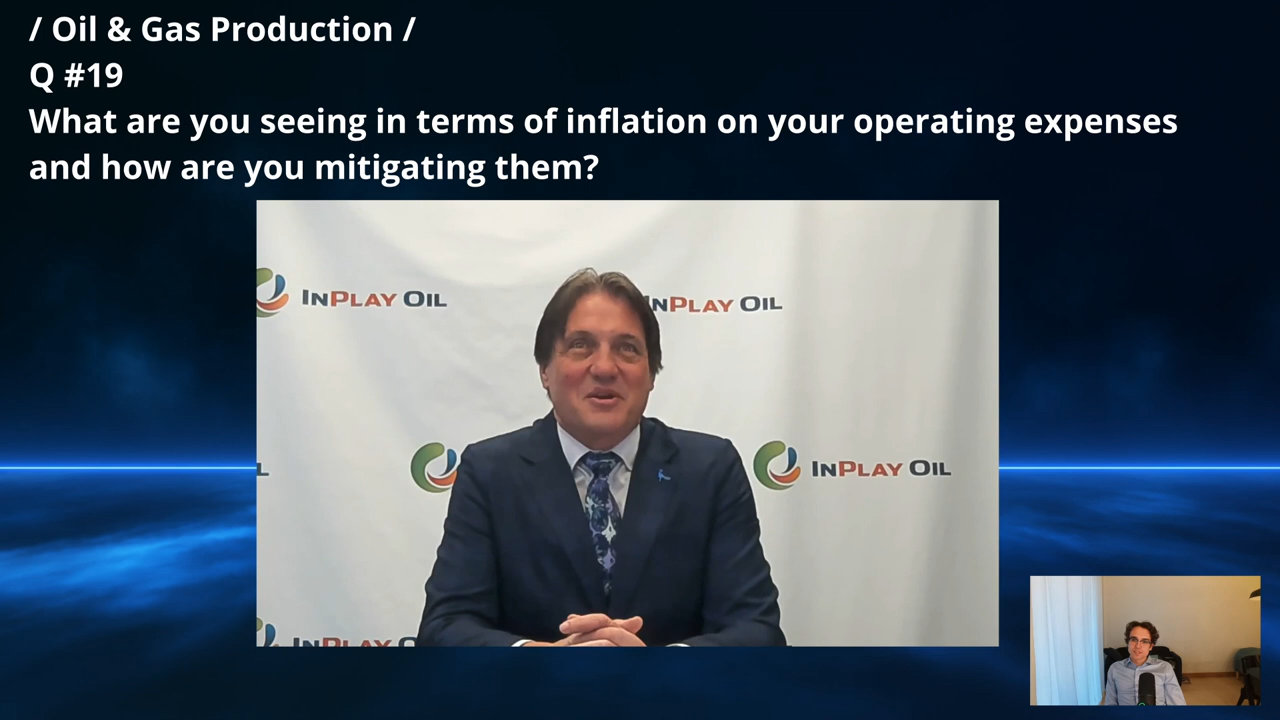 / Oil & Gas Production /
Q #19
What are you seeing in terms of inflation on your operating expenses
and how are you mitigating them?
INPLAY OIL
NPLAY OIL
L
INPLAY OIL
INPLAY O